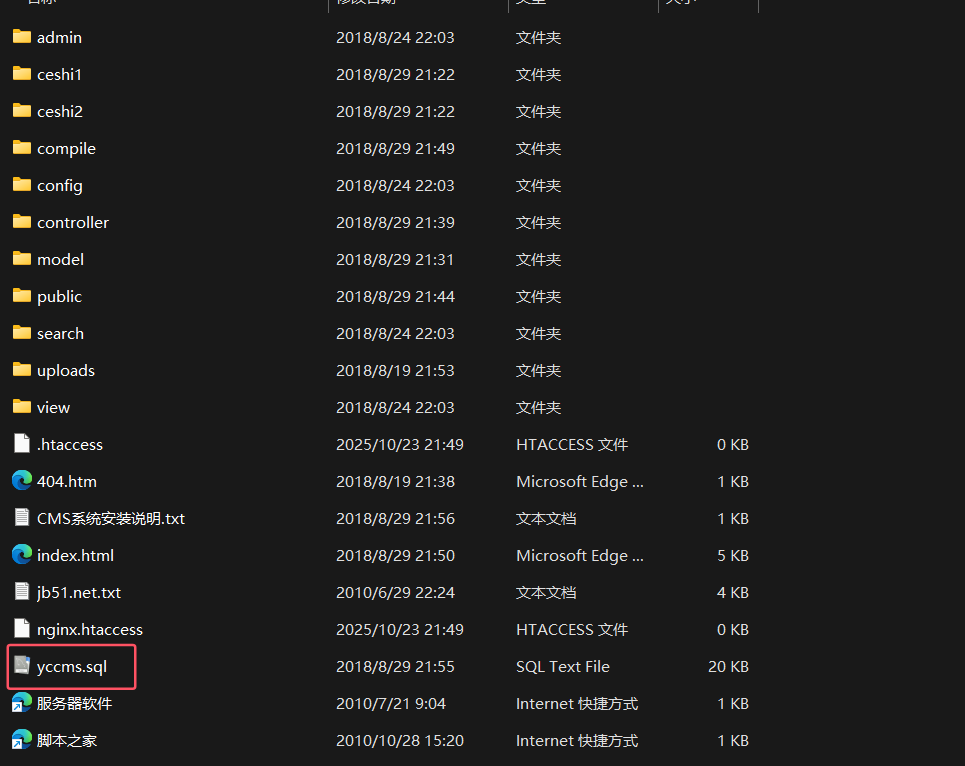 admin 2018/8/24 22:03 文件夹
ceshi1 2018/8/29 21:22 文件夹
ceshi2 2018/8/29 21:22 文件夹
compile 2018/8/29 21:49 文件夹
config 2018/8/24 22:03 文件夹
controller 2018/8/29 21:39 文件夹
model 2018/8/29 21:31 文件夹
public 2018/8/29 21:44 文件夹
search 2018/8/24 22:03 文件夹
uploads 2018/8/19 21:53 文件夹
view 2018/8/24 22:03 文件夹
.htaccess 2025/10/23 21:49 HTACCESS 文件 0 KB
404.htm 2018/8/19 21:38 Microsoft Edge ... 1 KB
CMS系统安装说明.txt 2018/8/29 21:56 文本文档 1 KB
index.html 2018/8/29 21:50 Microsoft Edge ... 5 KB
jb51.net.txt 2010/6/29 22:24 文本文档 4 KB
nginx.htaccess 2025/10/23 21:49 HTACCESS 文件 0 KB
yccms.sql 2018/8/29 21:55 SQL Text File 20 KB
服务器软件 2010/7/21 9:04 Internet 快捷方式 1 KB
脚本之家 2010/10/28 15:20 Internet 快捷方式 1 KB